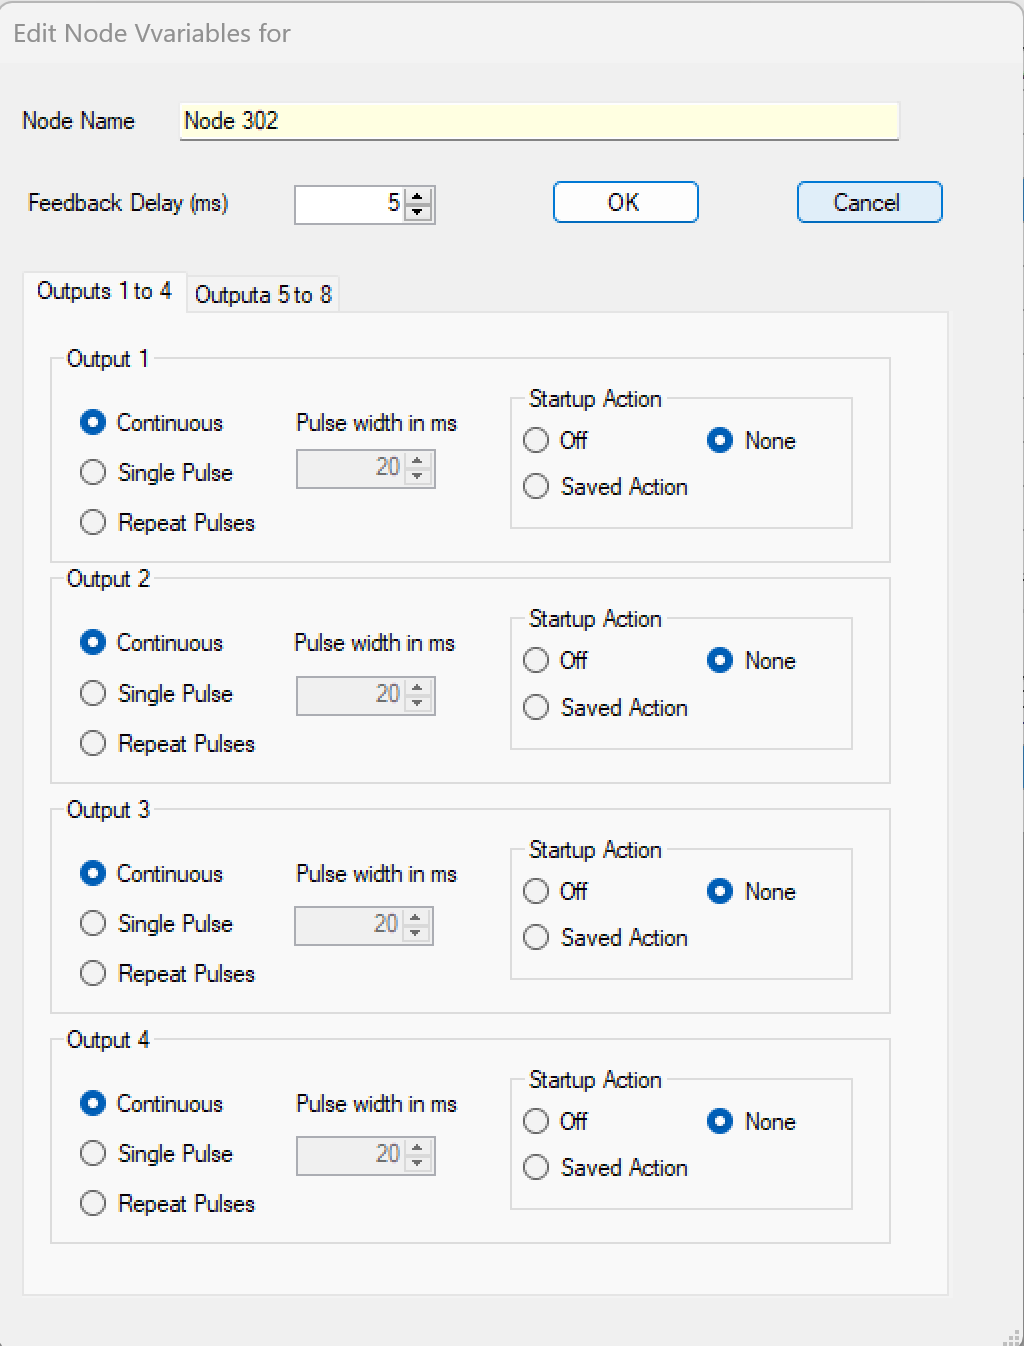 Edit Node Vvariables for
Node Name Node 302
Feedback Delay (ms) 5 OK Cancel
Outputs 1 to 4 Outputa 5 to 8
Output 1
Startup Action
Continuous Pulse width in ms Off None
Single Pulse 20 Saved Action
Repeat Pulses
Output 2
Startup Action
Continuous Pulse width in ms Off None
Single Pulse 20 Saved Action
Repeat Pulses
Output 3
Startup Action
Continuous Pulse width in ms Off None
Single Pulse 20 Saved Action
Repeat Pulses
Output 4
Startup Action
Continuous Pulse width in ms Off None
Single Pulse 20 Saved Action
Repeat Pulses